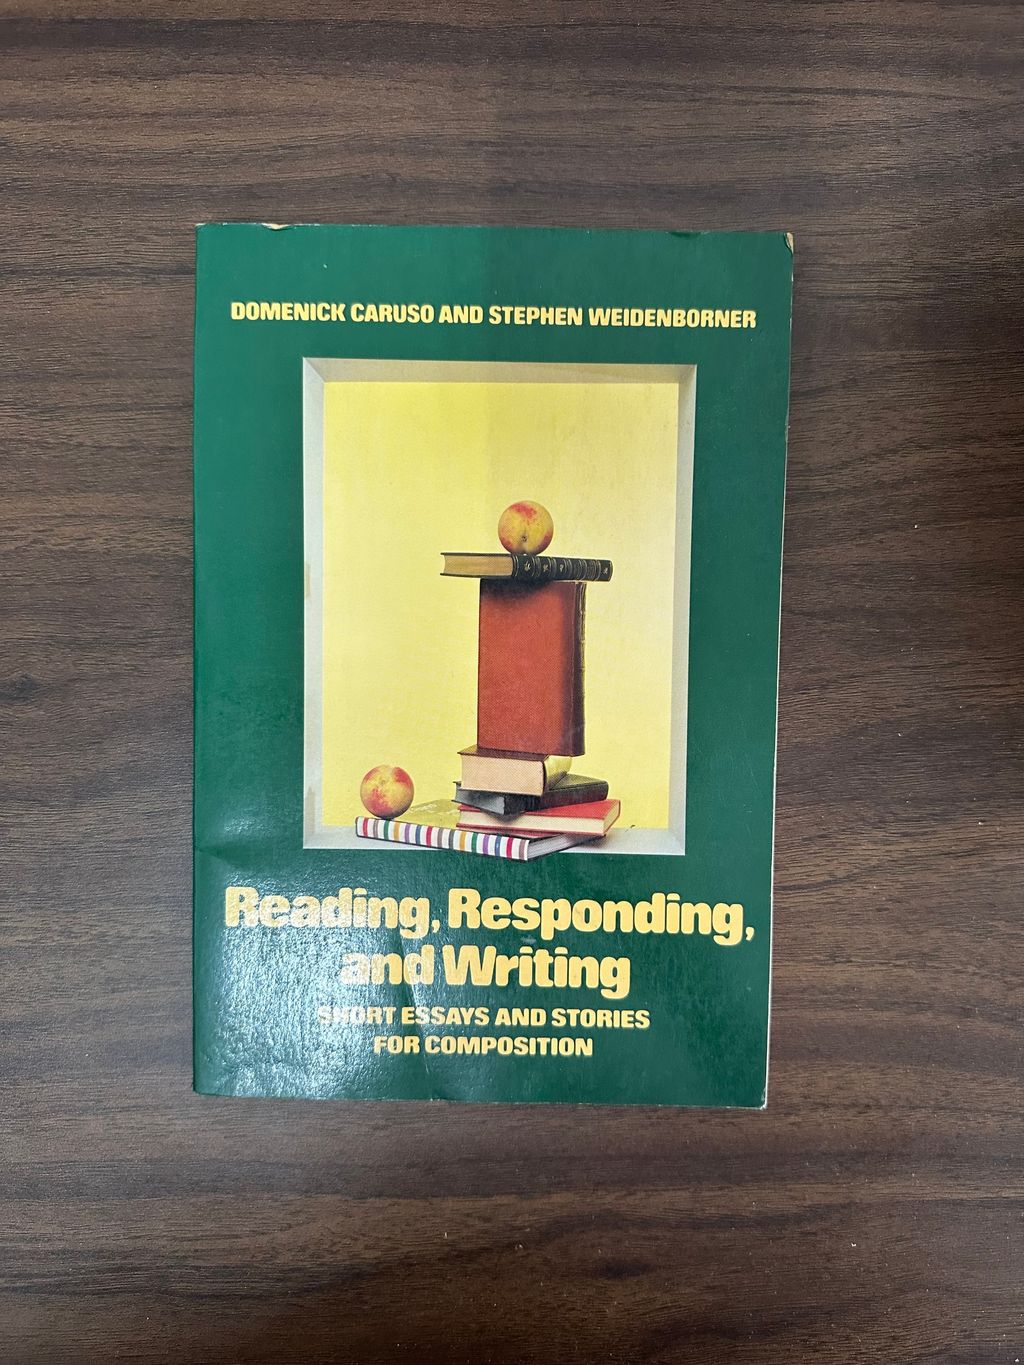 DOMENICK CARUSO AND STEPHEN WEIDENBORNER
Reading, Responding,
and Writing
SHORT ESSAYS AND STORIES
FOR COMPOSITION